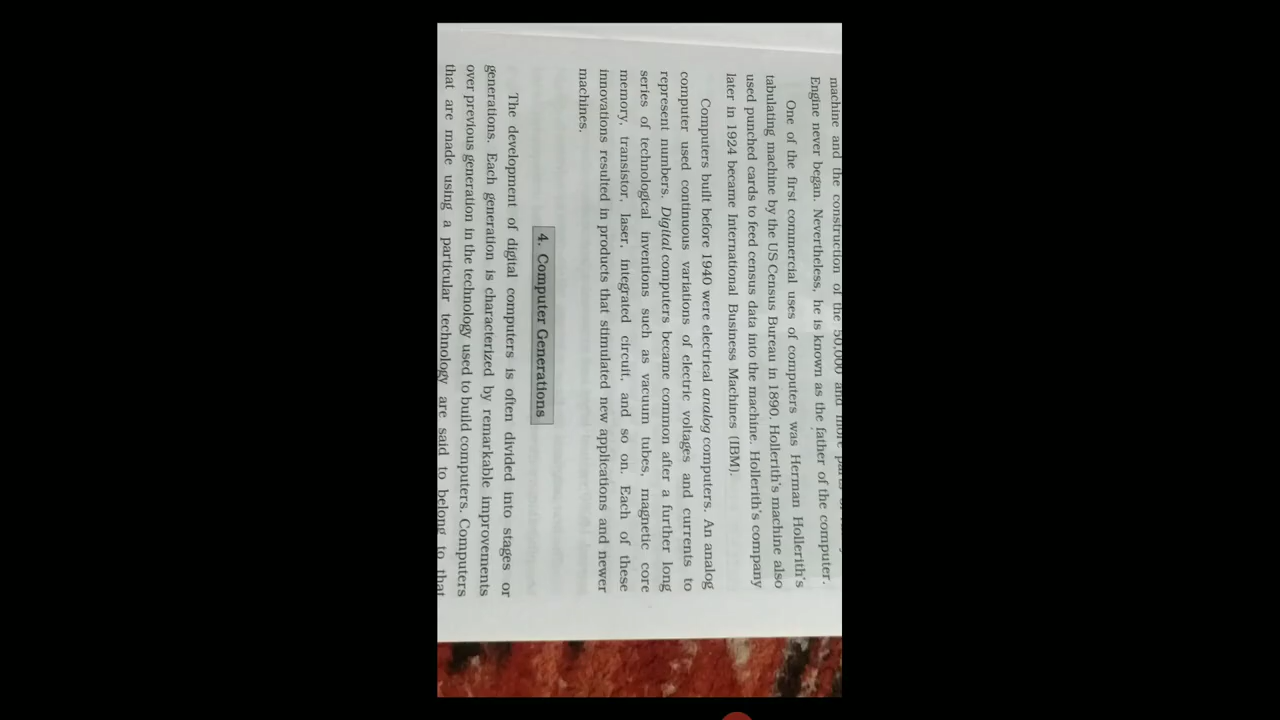 machine and the construction of the 50,000 and more parts
Engine never began. Nevertheless, he is known as the father of the computer.
One of the first commercial uses of computers was Herman Hollerith's
tabulating machine by the US Census Bureau in 1890. Hollerith's machine also
used punched cards to feed census data into the machine. Hollerith's company
later in 1924 became International Business Machines (IBM).
Computers built before 1940 were electrical analog computers. An analog
computer used continuous variations of electric voltages and currents to
represent numbers. Digital computers became common after a further long
series of technological inventions such as vacuum tubes, magnetic core
memory, transistor, laser, integrated circuit, and so on. Each of these
innovations resulted in products that stimulated new applications and newer
machines.
4. Computer Generations
The development of digital computers is often divided into stages or
generations. Each generation is characterized by remarkable improvements
over previous generation in the technology used to build computers. Computers
that are made using a particular technology are said to belong to that